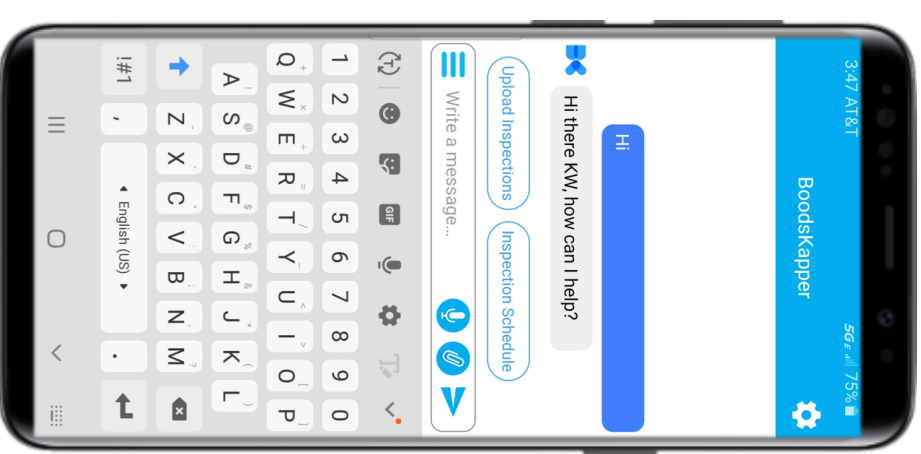 3:47 AT&T 5G E 75%
BoodsKapper
Hi
Hi there KW, how can I help?
Upload Inspections Inspection Schedule
Write a message...
T GIF T
1 2 3 4 5 6 7 8 9 0
Q W E R T Y U I O P
A S D F G H J K L
Z X C V B N M
!#1 , English (US) .